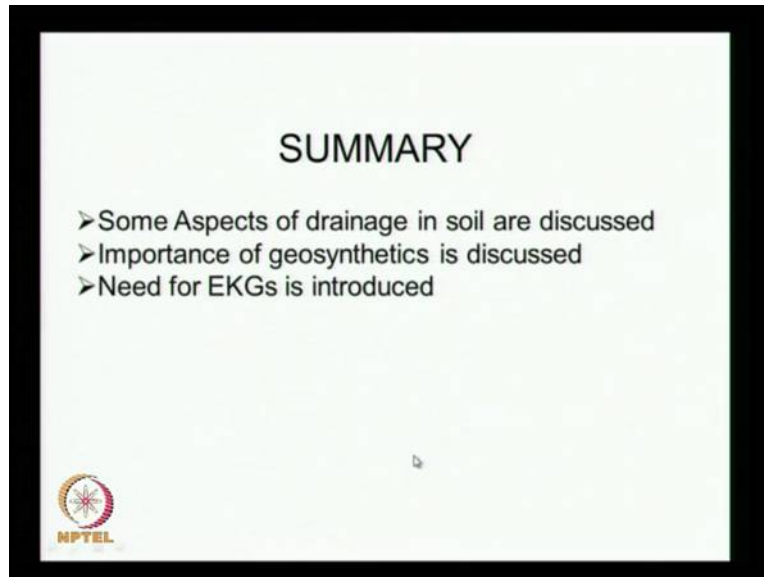 SUMMARY
➢Some Aspects of drainage in soil are discussed
➢Importance of geosynthetics is discussed
➢Need for EKGs is introduced
NPTEL